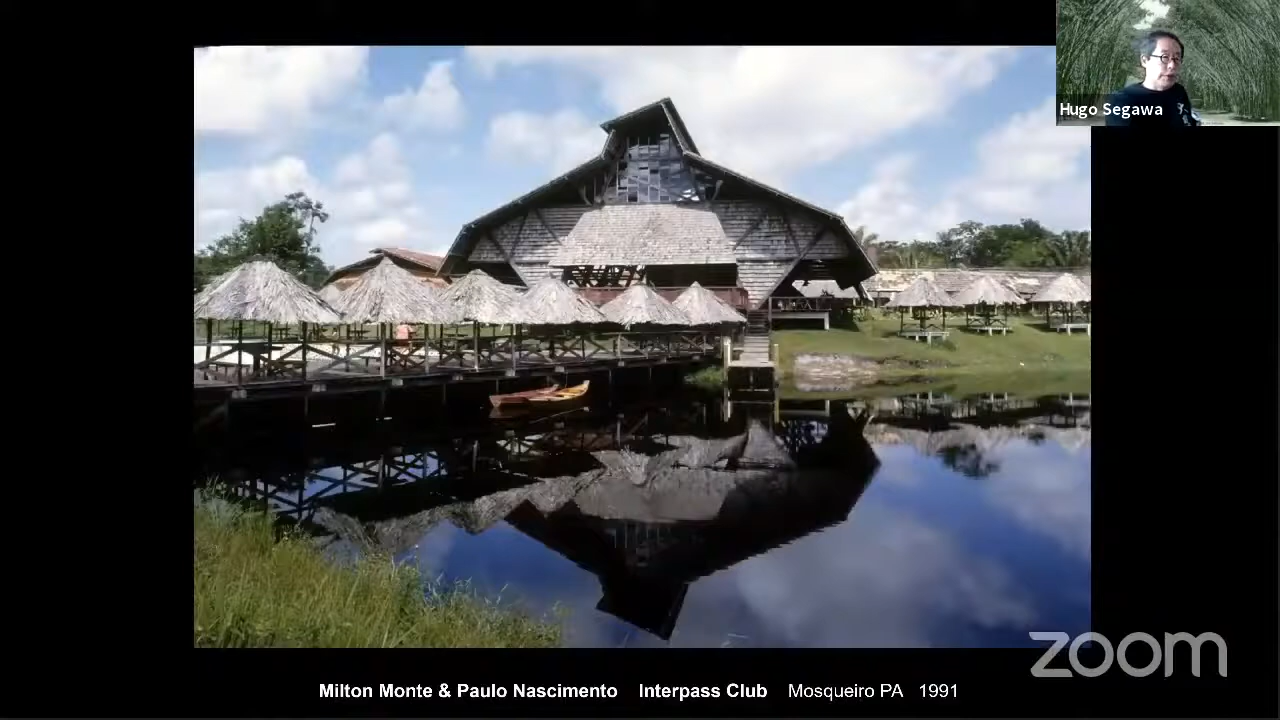 Hugo Segawa
zoom
Milton Monte & Paulo Nascimento Interpass Club Mosqueiro PA 1991